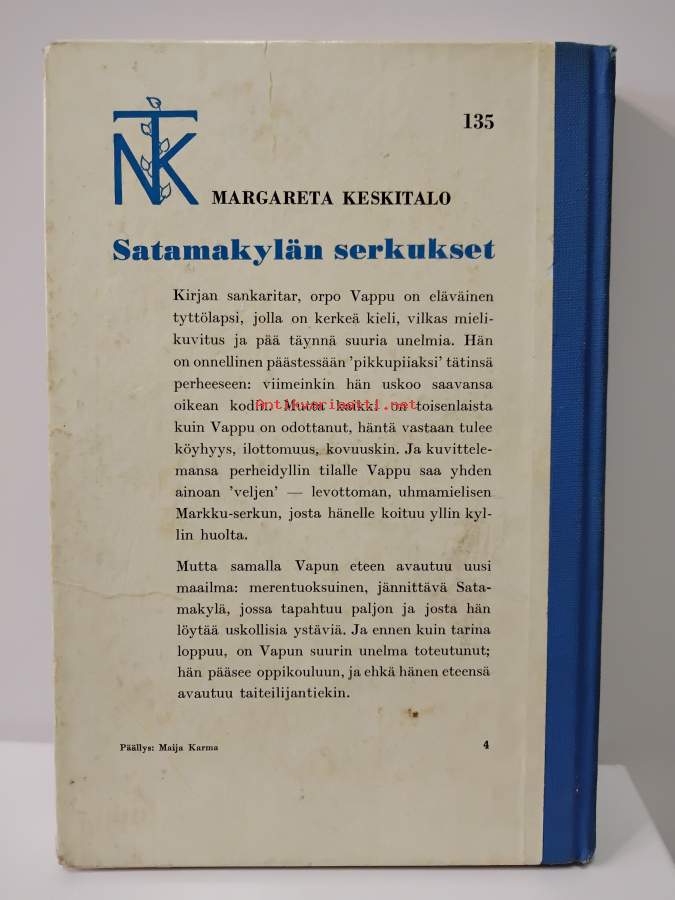 NTK
135
MARGARETA KESKITALO
Satamakylän serkukset
Kirjan sankaritar, orpo Vappu on eläväinen
tyttölapsi, jolla on kerkeä kieli, vilkas mieli-
kuvitus ja pää täynnä suuria unelmia. Hän
on onnellinen päästessään 'pikkupiiaksi' tätinsä
perheeseen: viimeinkin hän uskoo saavansa
oikean kodin. Mutta kaikki on toisenlaista
Antikvariaatti.net
kuin Vappu on odottanut, häntä vastaan tulee
köyhyys, ilottomuus, kovuuskin. Ja kuvittele-
mansa perheidyllin tilalle Vappu saa yhden
ainoan 'veljen' — levottoman, uhmamielisen
Markku-serkun, josta hänelle koituu yllin kyl-
lin huolta.
Mutta samalla Vapun eteen avautuu uusi
maailma: merentuoksuinen, jännittävä Sata-
makylä, jossa tapahtuu paljon ja josta hän
löytää uskollisia ystäviä. Ja ennen kuin tarina
loppuu, on Vapun suurin unelma toteutunut;
hän pääsee oppikouluun, ja ehkä hänen eteensä
avautuu taiteilijantiekin.
Päällys: Maija Karma
4